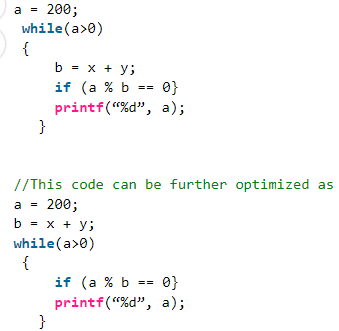 a = 200;
while(a>0)
{
b = x + y;
if (a % b == 0}
printf(“%d”, a);
}
//This code can be further optimized as
a = 200;
b = x + y;
while(a>0)
{
if (a % b == 0}
printf(“%d”, a);
}